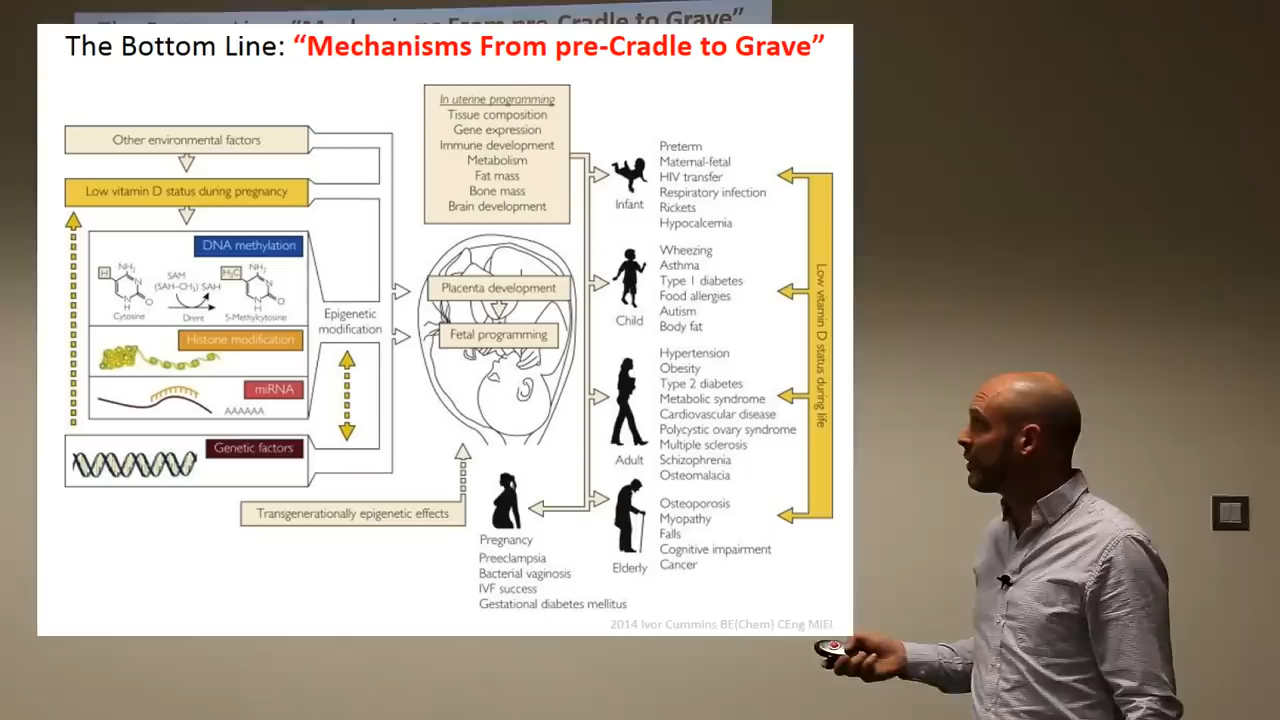 The Bottom Line: “Mechanisms From pre-Cradle to Grave”
In uterine programming
Tissue composition
Gene expression
Immune development
Metabolism
Fat mass
Bone mass
Brain development
Other environmental factors
Low vitamin D status during pregnancy
DNA methylation
H
NH₂
N
N
H
O
Cytosine
SAM
(SAH–CH₃) SAH
Dnmt
H₃C
NH₂
N
N
H
O
5-Methylcytosine
Histone modification
miRNA
AAAAAA
Genetic factors
Epigenetic
modification
Transgenerationally epigenetic effects
Placenta development
Fetal programming
Pregnancy
Preeclampsia
Bacterial vaginosis
IVF success
Gestational diabetes mellitus
Infant
Preterm
Maternal-fetal
HIV transfer
Respiratory infection
Rickets
Hypocalcemia
Child
Wheezing
Asthma
Type 1 diabetes
Food allergies
Autism
Body fat
Adult
Hypertension
Obesity
Type 2 diabetes
Metabolic syndrome
Cardiovascular disease
Polycystic ovary syndrome
Multiple sclerosis
Schizophrenia
Osteomalacia
Elderly
Osteoporosis
Myopathy
Falls
Cognitive impairment
Cancer
Low vitamin D status during life
2014 Ivor Cummins BE(Chem) CEng MIEI